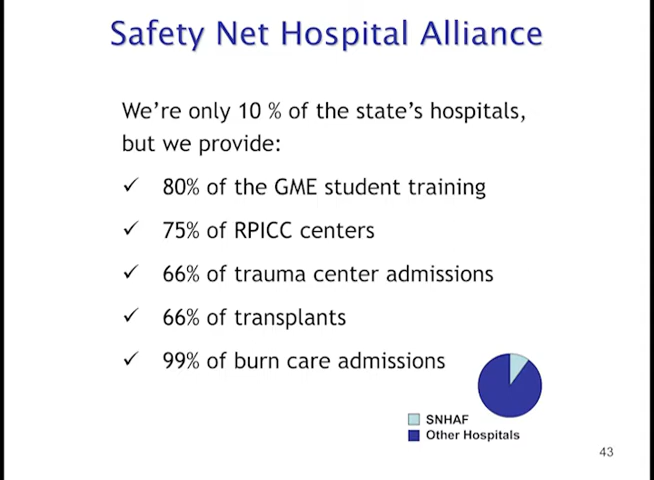 Safety Net Hospital Alliance
We're only 10 % of the state's hospitals,
but we provide:
✓ 80% of the GME student training
✓ 75% of RPICC centers
✓ 66% of trauma center admissions
✓ 66% of transplants
✓ 99% of burn care admissions
SNHAF
Other Hospitals
43